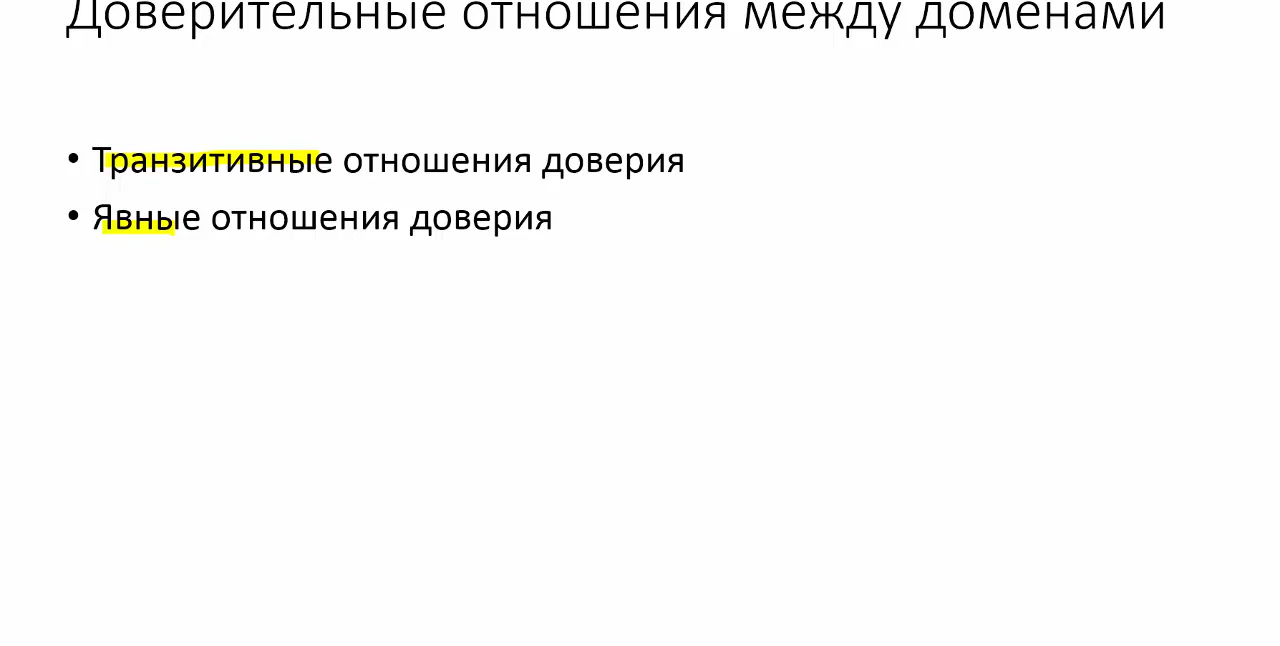 Доверительные отношения между доменами
• Транзитивные отношения доверия
• Явные отношения доверия